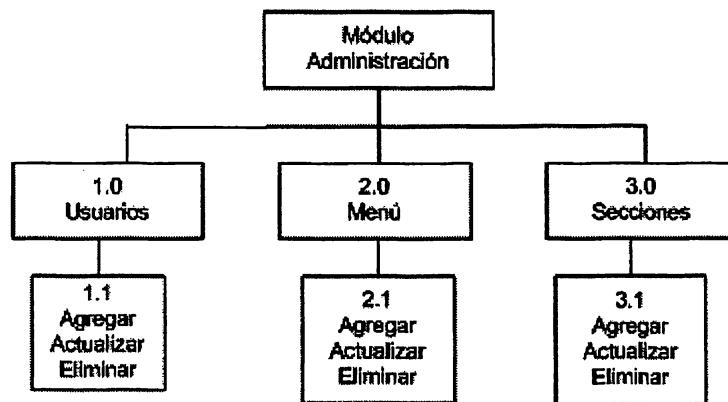 Módulo
Administración
1.0
Usuarios
2.0
Menú
3.0
Secciones
1.1
Agregar
Actualizar
Eliminar
2.1
Agregar
Actualizar
Eliminar
3.1
Agregar
Actualizar
Eliminar